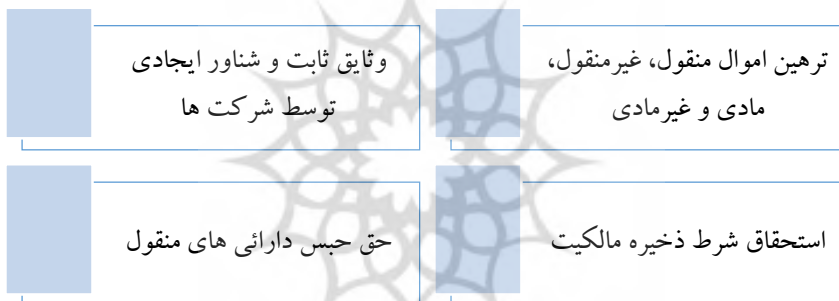 ترهین اموال منقول، غیرمنقول،
مادی و غیرمادی
وثایق ثابت و شناور ایجادی
توسط شرکت ها
استحقاق شرط ذخیره مالکیت
حق حبس دارائی های منقول